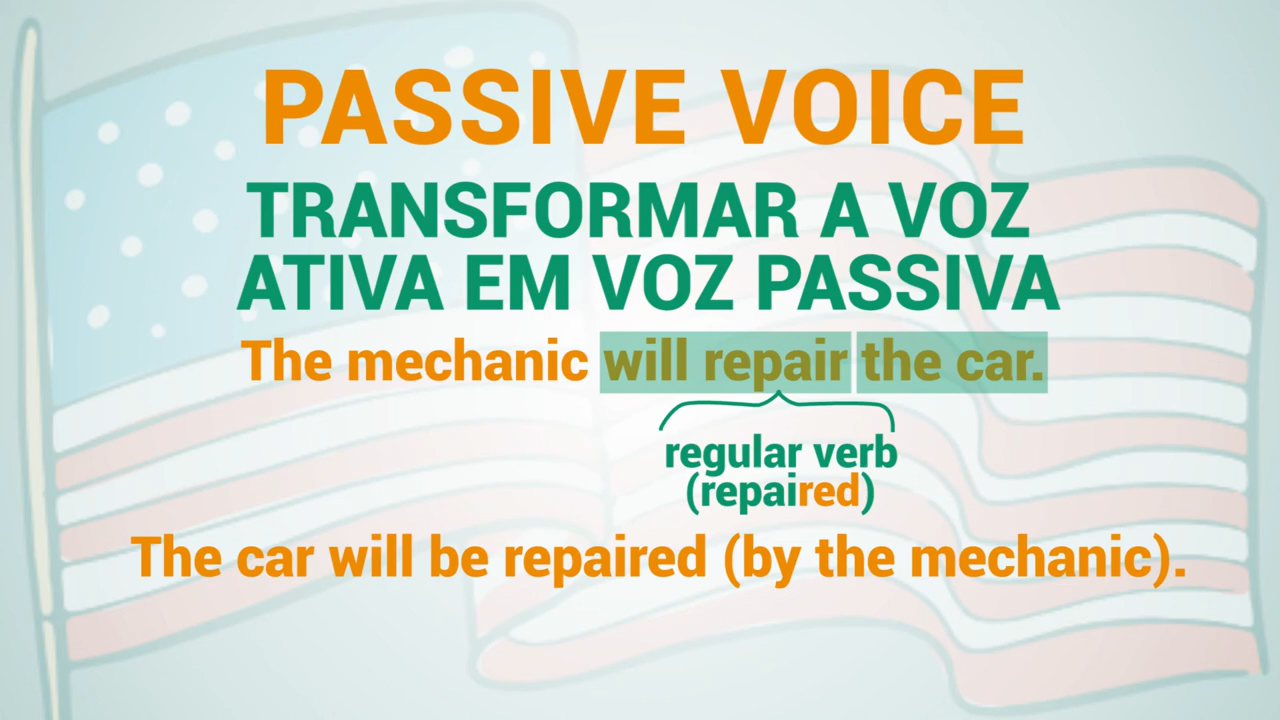 PASSIVE VOICE
TRANSFORMAR A VOZ
ATIVA EM VOZ PASSIVA
The mechanic will repair the car.
regular verb
(repaired)
The car will be repaired (by the mechanic).